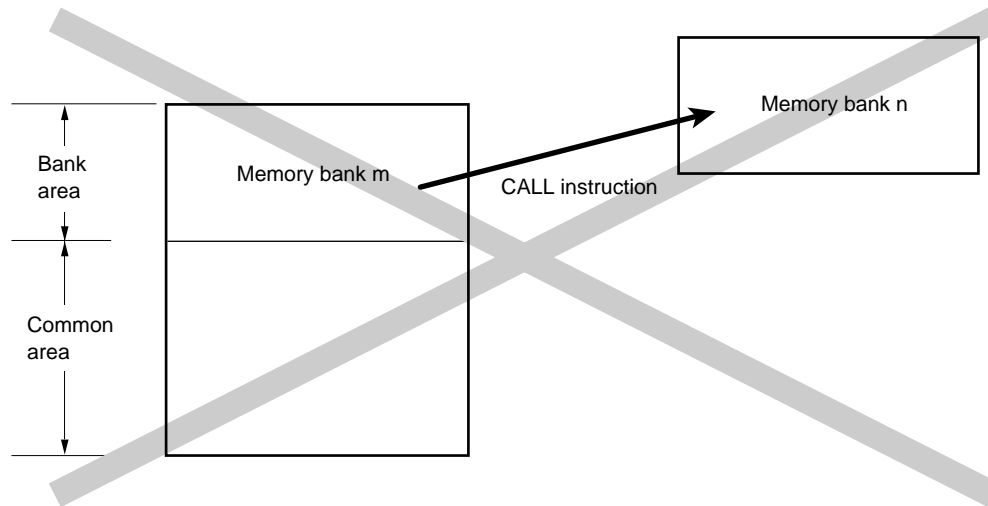 Memory bank n
Bank
area
Memory bank m
CALL instruction
Common
area